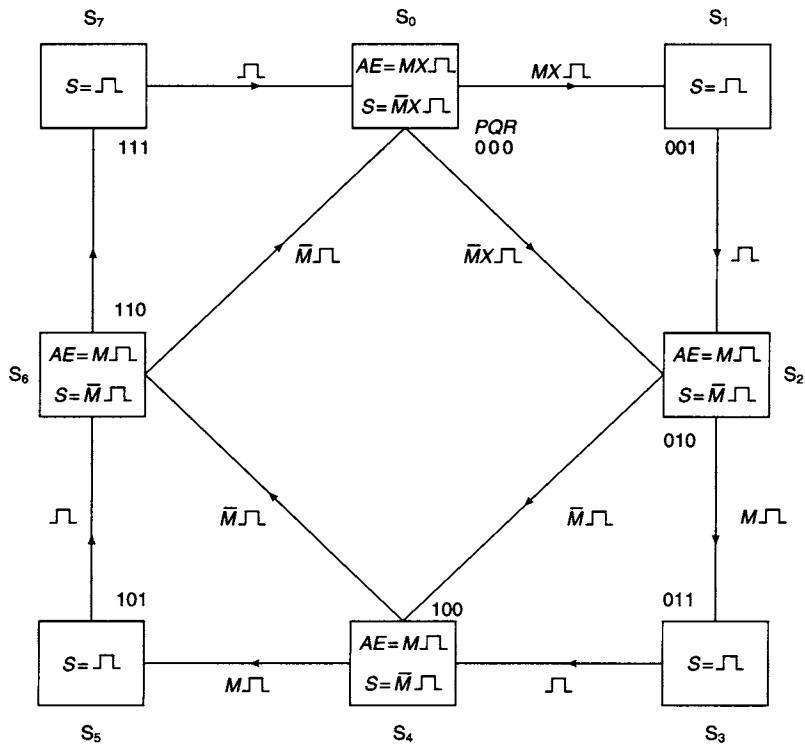 S₇ S₀ S₁
S = ⎍
⎍
AE = MX⎍
S = M̄X⎍
MX⎍
S = ⎍
111
PQR
000
001
M̄⎍
M̄X⎍
⎍
110
S₆
AE = M⎍
S = M̄⎍
AE = M⎍
S = M̄⎍
S₂
010
⎍
M̄⎍
M̄⎍
M⎍
101
100
011
S = ⎍
M⎍
AE = M⎍
S = M̄⎍
⎍
S = ⎍
S₅ S₄ S₃